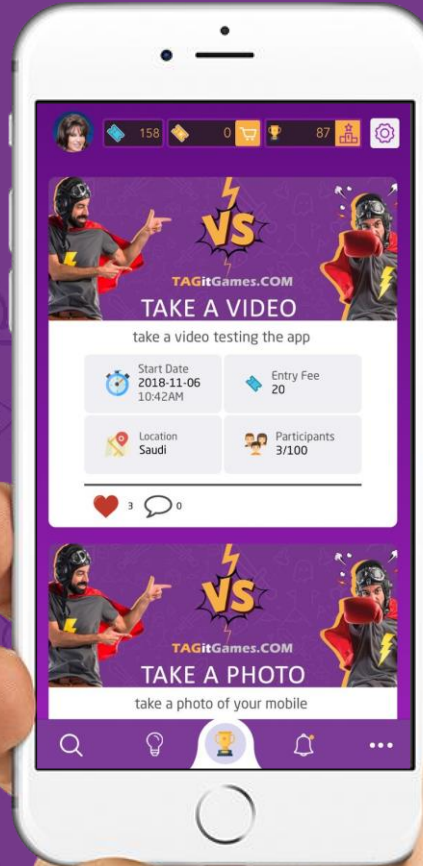 158
0
87
VS
TAGitGames.COM
TAKE A VIDEO
take a video testing the app
Start Date
2018-11-06
10:42AM
Entry Fee
20
Location
Saudi
Participants
3/100
3
0
VS
TAGitGames.COM
TAKE A PHOTO
take a photo of your mobile